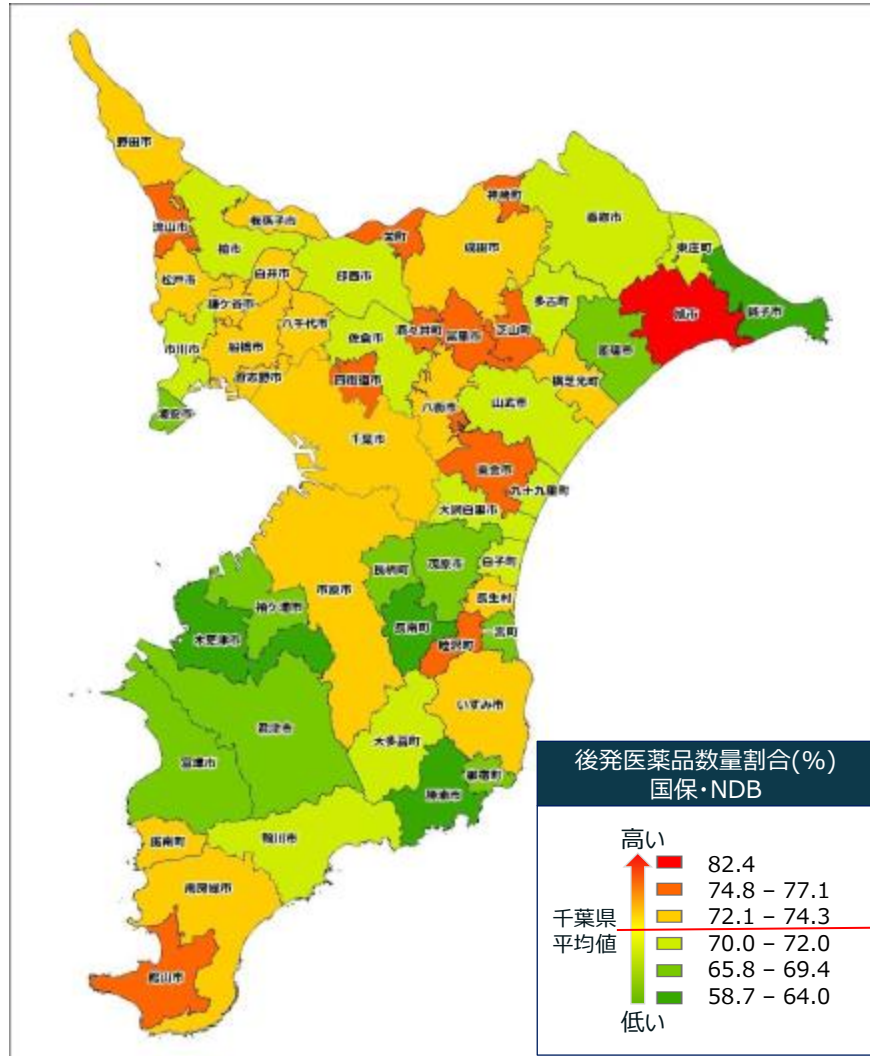 野田市
流山市
我孫子市
柏市
松戸市
白井市
鎌ケ谷市
八千代市
市川市
船橋市
習志野市
浦安市
印西市
栄町
成田市
神崎町
香取市
東庄町
銚子市
旭市
匝瑳市
多古町
芝山町
富里市
酒々井町
佐倉市
四街道市
八街市
山武市
横芝光町
千葉市
東金市
九十九里町
大網白里市
白子町
茂原市
長柄町
長生村
一宮町
睦沢町
長南町
市原市
袖ケ浦市
木更津市
君津市
富津市
いすみ市
大多喜町
御宿町
勝浦市
鴨川市
鋸南町
南房総市
館山市
後発医薬品数量割合(%)
国保・NDB
高い
82.4
74.8 – 77.1
72.1 – 74.3
千葉県
平均値
70.0 – 72.0
65.8 – 69.4
58.7 – 64.0
低い